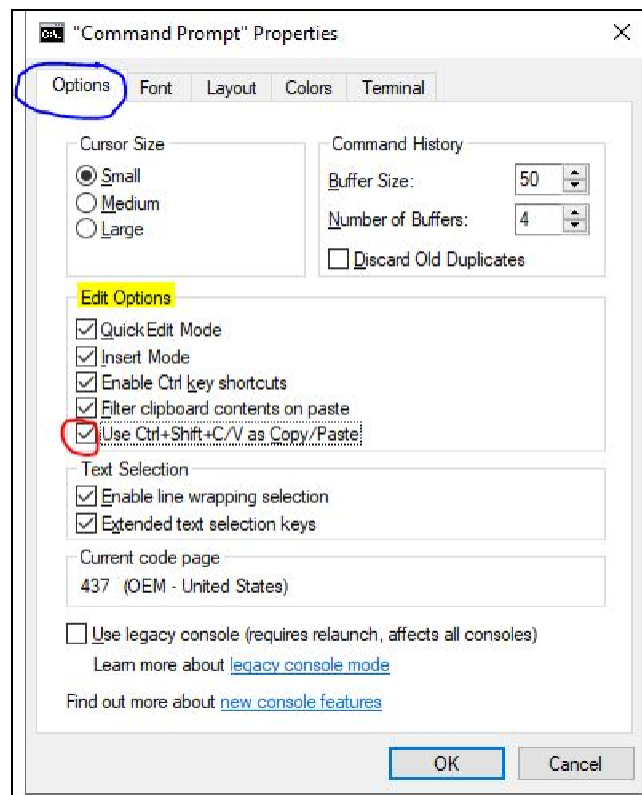 "Command Prompt" Properties
Options Font Layout Colors Terminal
Cursor Size
Small
Medium
Large
Command History
Buffer Size: 50
Number of Buffers: 4
Discard Old Duplicates
Edit Options
QuickEdit Mode
Insert Mode
Enable Ctrl key shortcuts
Filter clipboard contents on paste
Use Ctrl+Shift+C/V as Copy/Paste
Text Selection
Enable line wrapping selection
Extended text selection keys
Current code page
437 (OEM - United States)
Use legacy console (requires relaunch, affects all consoles)
Learn more about legacy console mode
Find out more about new console features
OK Cancel